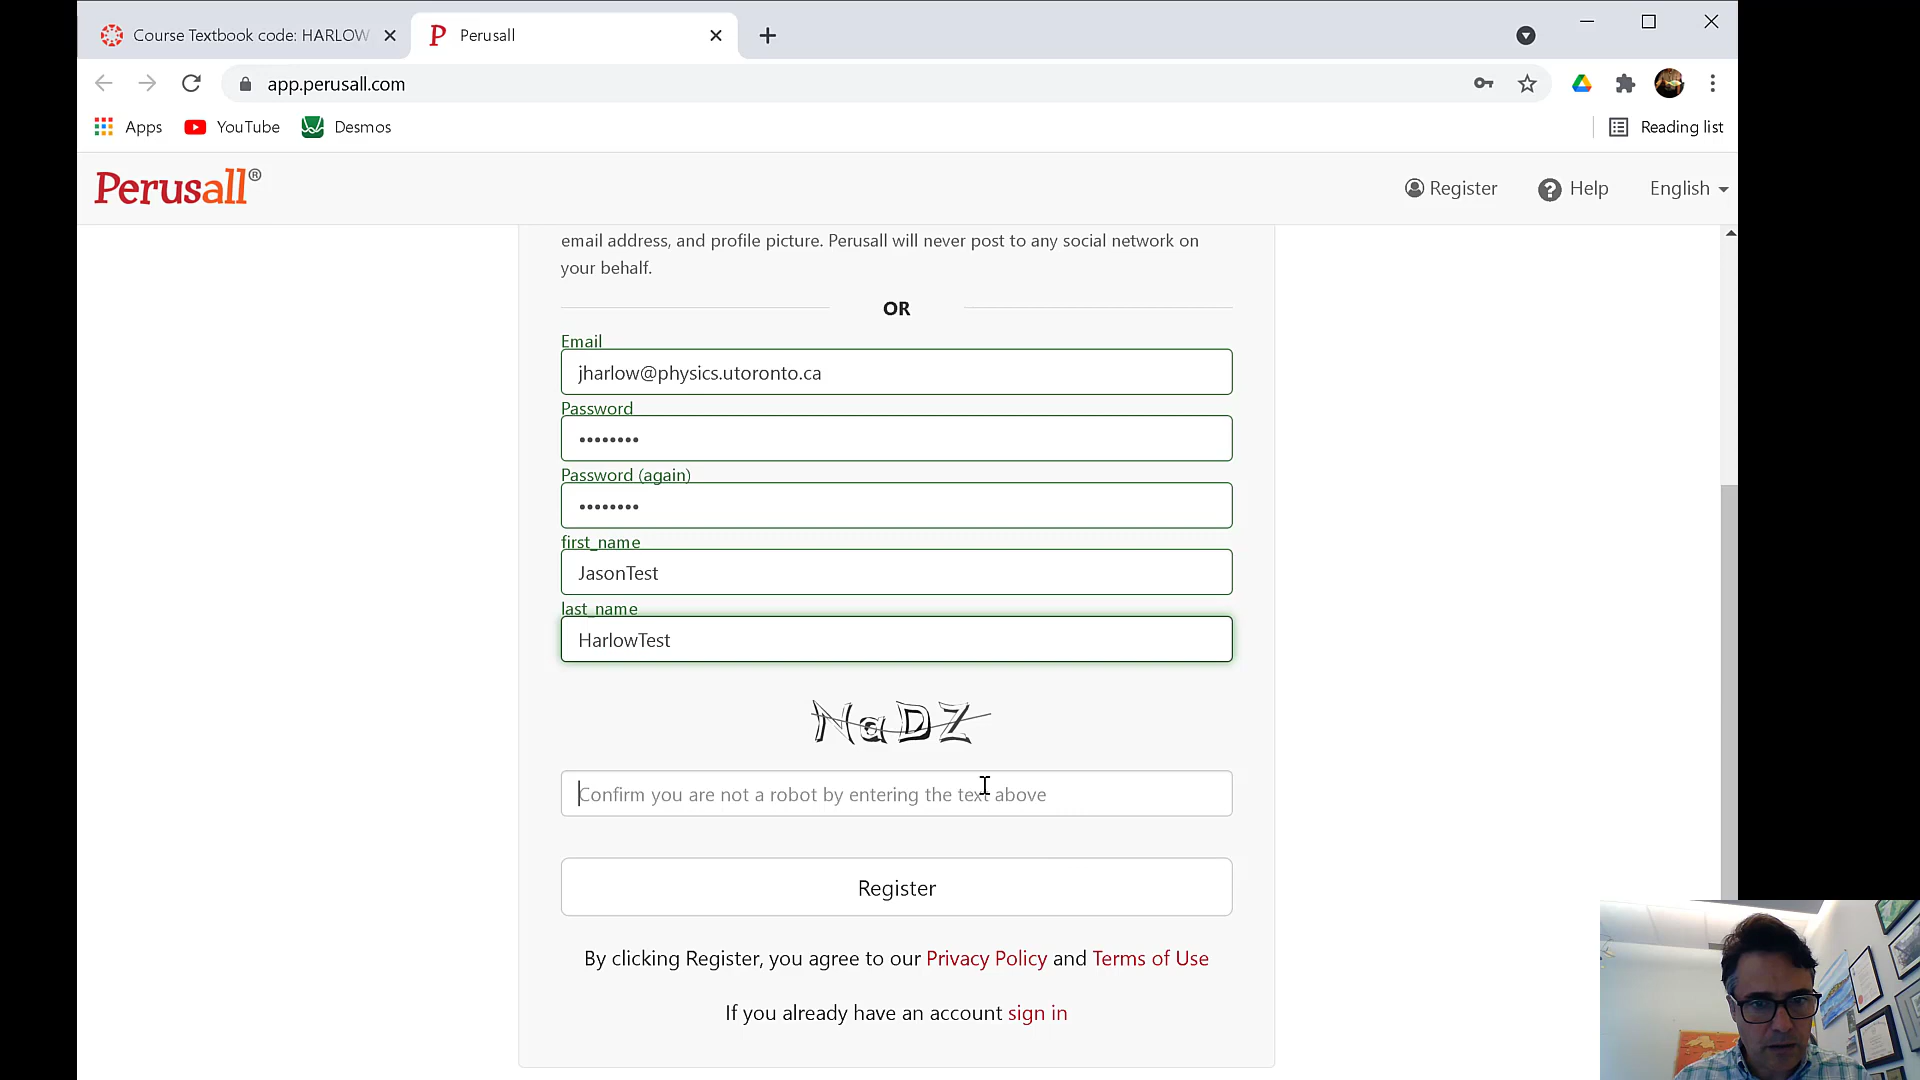 Course Textbook code: HARLOW
Perusall
app.perusall.com
Apps
YouTube
Desmos
Reading list
Perusall®
Register
Help
English
email address, and profile picture. Perusall will never post to any social network on
your behalf.
OR
Email
jharlow@physics.utoronto.ca
Password
••••••••
Password (again)
••••••••
first_name
JasonTest
last_name
HarlowTest
NaDZ
Confirm you are not a robot by entering the text above
Register
By clicking Register, you agree to our Privacy Policy and Terms of Use
If you already have an account sign in